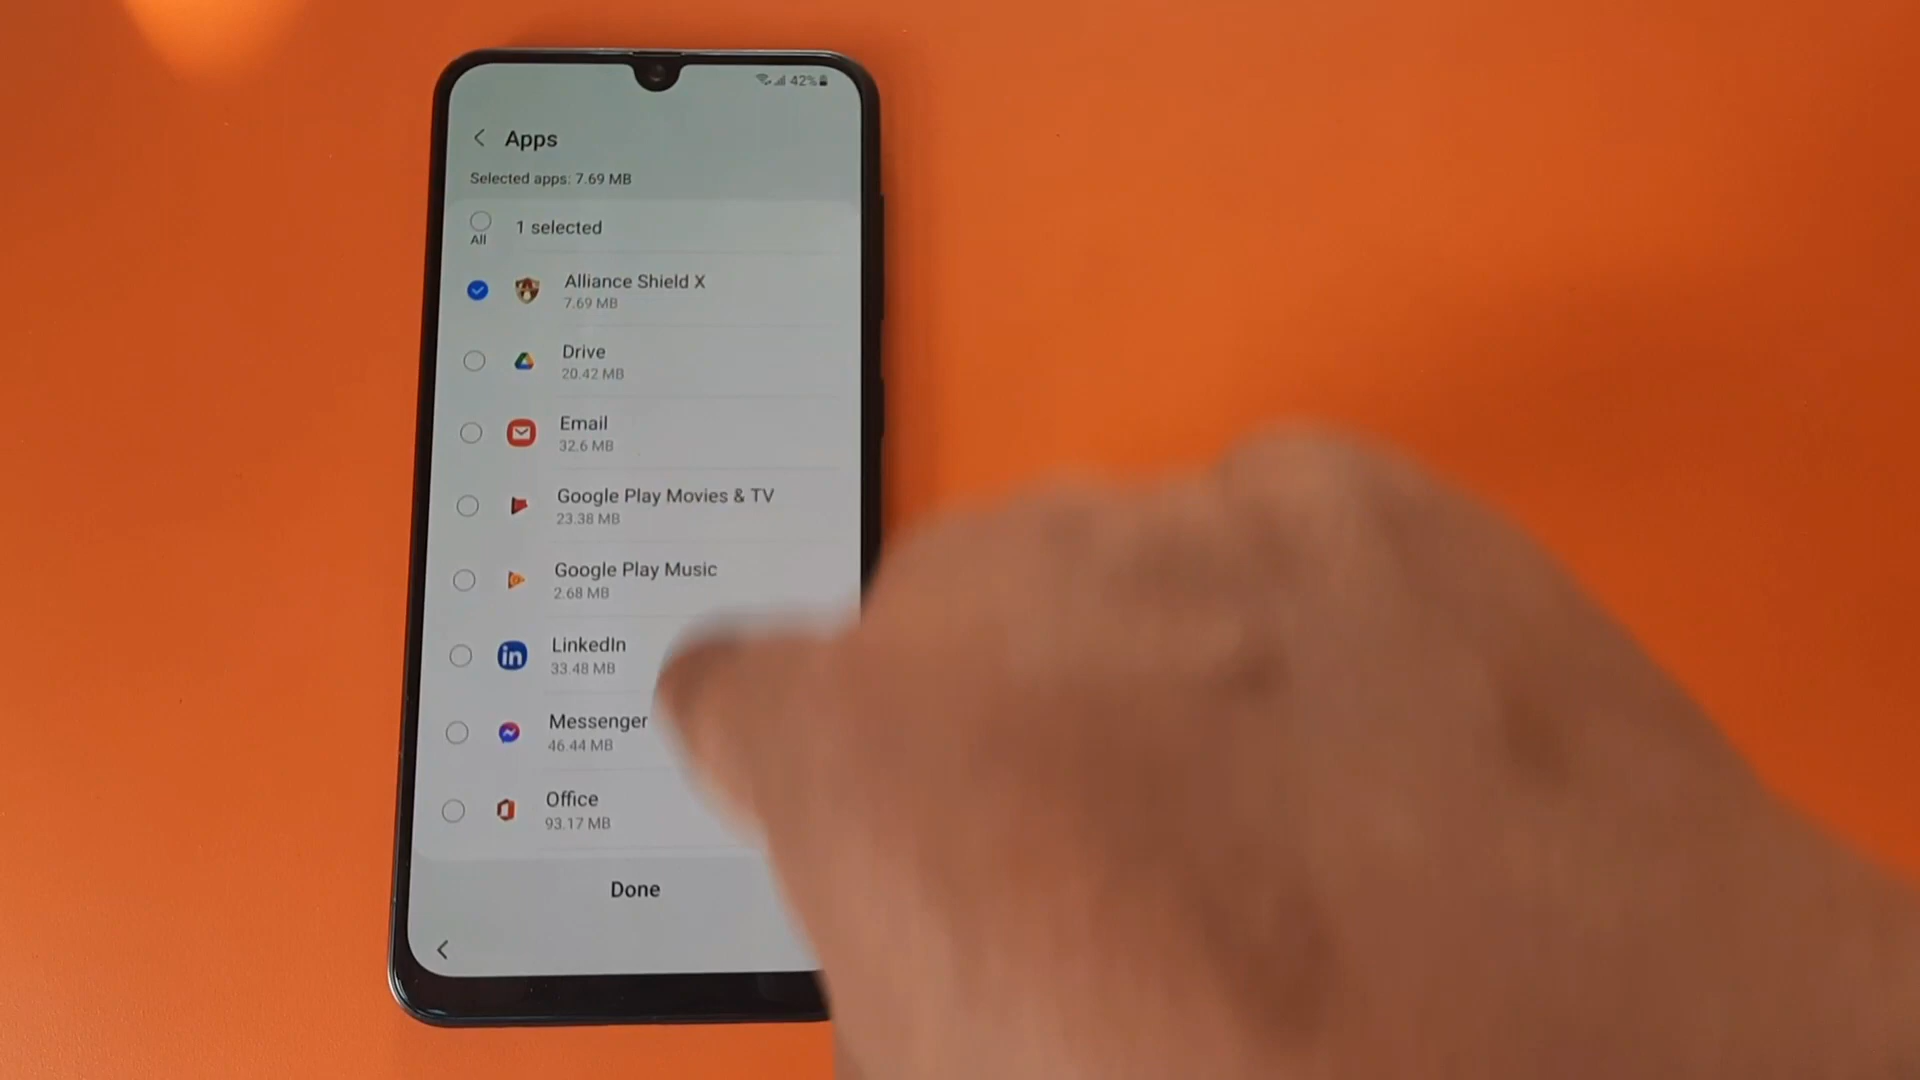 42%
Apps
Selected apps: 7.69 MB
All
1 selected
Alliance Shield X
7.69 MB
Drive
20.42 MB
Email
32.6 MB
Google Play Movies & TV
23.38 MB
Google Play Music
2.68 MB
in
LinkedIn
33.48 MB
Messenger
46.44 MB
Office
93.17 MB
Done